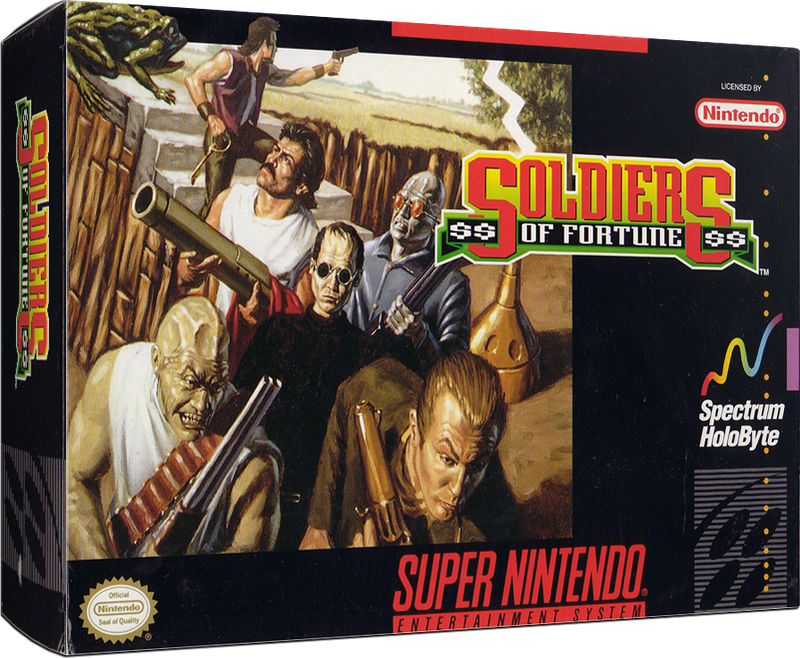 LICENSED BY
Nintendo®
SOLDIERS
$$ OF FORTUNE $$
™
SOLDIERS
$$ OF FORTUNE $$
Spectrum
HoloByte
SUPER NINTENDO®
ENTERTAINMENT SYSTEM
Official
Nintendo
Seal of Quality
®